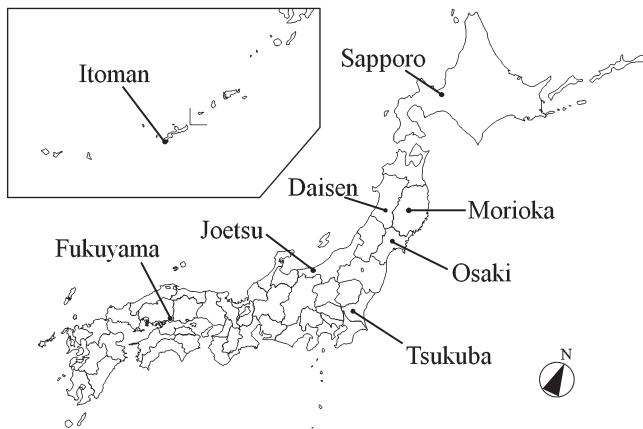 Itoman
Sapporo
Daisen
Morioka
Joetsu
Fukuyama
Osaki
Tsukuba
N